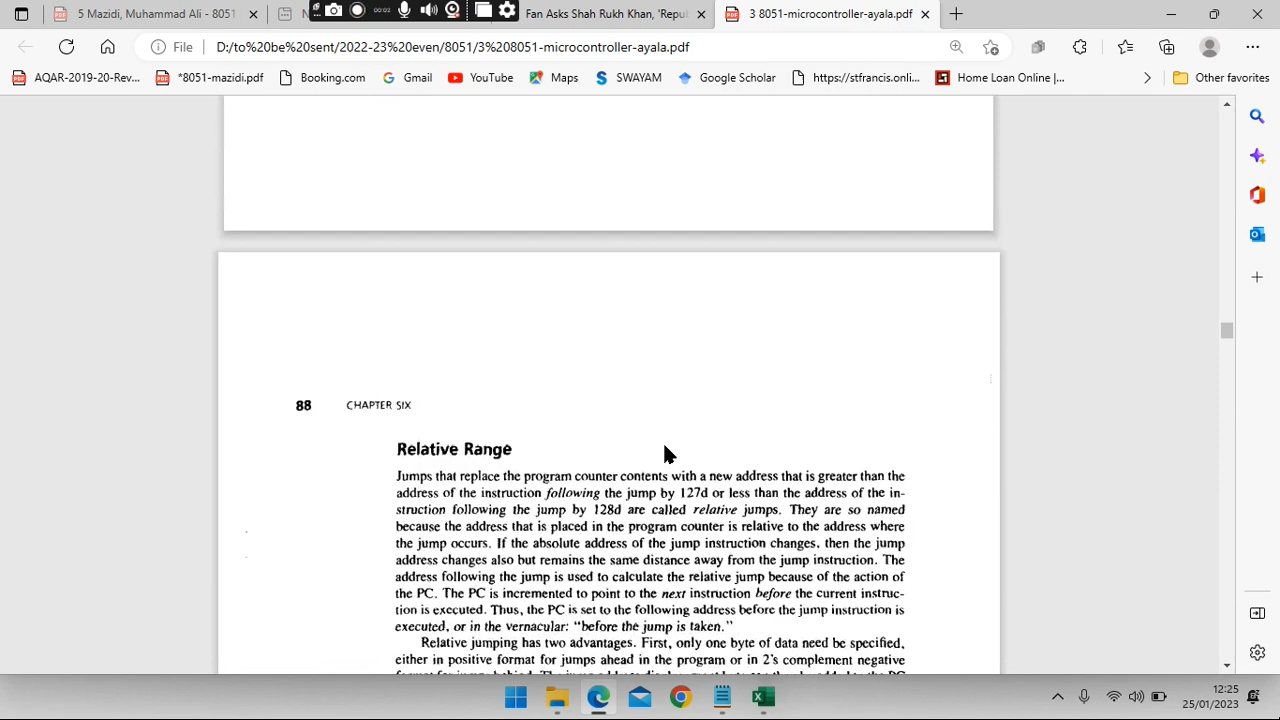 5 Mazidi, Muhammad Ali - 8051
00:02
Fan Asks Shah Rukh Khan, 'Repul
3 8051-microcontroller-ayala.pdf
File D:/to%20be%20sent/2022-23%20even/8051/3%208051-microcontroller-ayala.pdf
AQAR-2019-20-Rev... *8051-mazidi.pdf Booking.com Gmail YouTube Maps SWAYAM Google Scholar https://stfrancis.onli... Home Loan Online |... Other favorites
88 CHAPTER SIX
Relative Range
Jumps that replace the program counter contents with a new address that is greater than the
address of the instruction following the jump by 127d or less than the address of the in-
struction following the jump by 128d are called relative jumps. They are so named
because the address that is placed in the program counter is relative to the address where
the jump occurs. If the absolute address of the jump instruction changes, then the jump
address changes also but remains the same distance away from the jump instruction. The
address following the jump is used to calculate the relative jump because of the action of
the PC. The PC is incremented to point to the next instruction before the current instruc-
tion is executed. Thus, the PC is set to the following address before the jump instruction is
executed, or in the vernacular: "before the jump is taken."
Relative jumping has two advantages. First, only one byte of data need be specified,
either in positive format for jumps ahead in the program or in 2's complement negative
12:25
25/01/2023